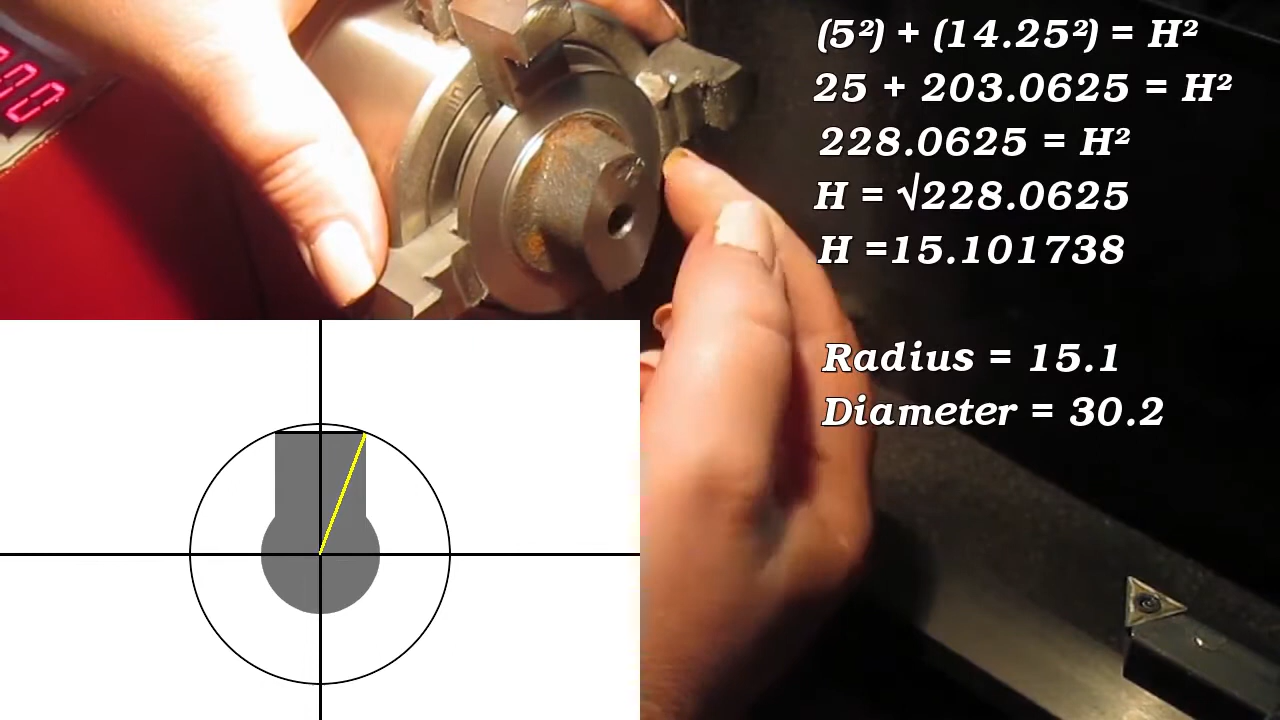 00
(5²) + (14.25²) = H²
25 + 203.0625 = H²
228.0625 = H²
H = √228.0625
H =15.101738
Radius = 15.1
Diameter = 30.2